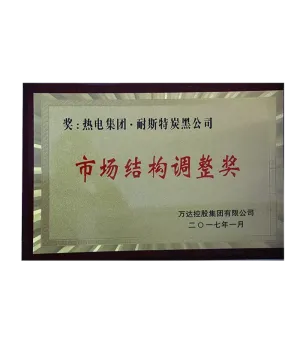 奖：热电集团·耐斯特炭黑公司
市场结构调整奖
万达控股集团有限公司
二〇一七年一月